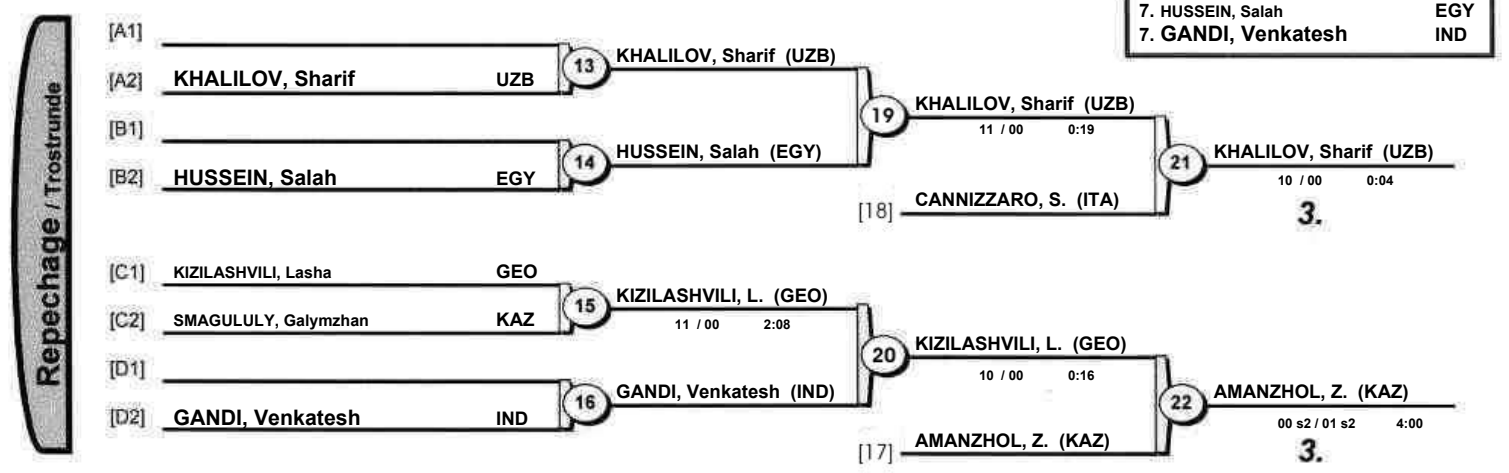 7. HUSSEIN, Salah EGY
7. GANDI, Venkatesh IND
Repechage / Trostrunde
[A1]
[A2] KHALILOV, Sharif UZB
13
KHALILOV, Sharif (UZB)
[B1]
[B2] HUSSEIN, Salah EGY
14
HUSSEIN, Salah (EGY)
19
KHALILOV, Sharif (UZB)
11 / 00 0:19
[18] CANNIZZARO, S. (ITA)
21
KHALILOV, Sharif (UZB)
10 / 00 0:04
3.
[C1] KIZILASHVILI, Lasha GEO
[C2] SMAGULULY, Galymzhan KAZ
15
KIZILASHVILI, L. (GEO)
11 / 00 2:08
[D1]
[D2] GANDI, Venkatesh IND
16
GANDI, Venkatesh (IND)
20
KIZILASHVILI, L. (GEO)
10 / 00 0:16
[17] AMANZHOL, Z. (KAZ)
22
AMANZHOL, Z. (KAZ)
00 s2 / 01 s2 4:00
3.